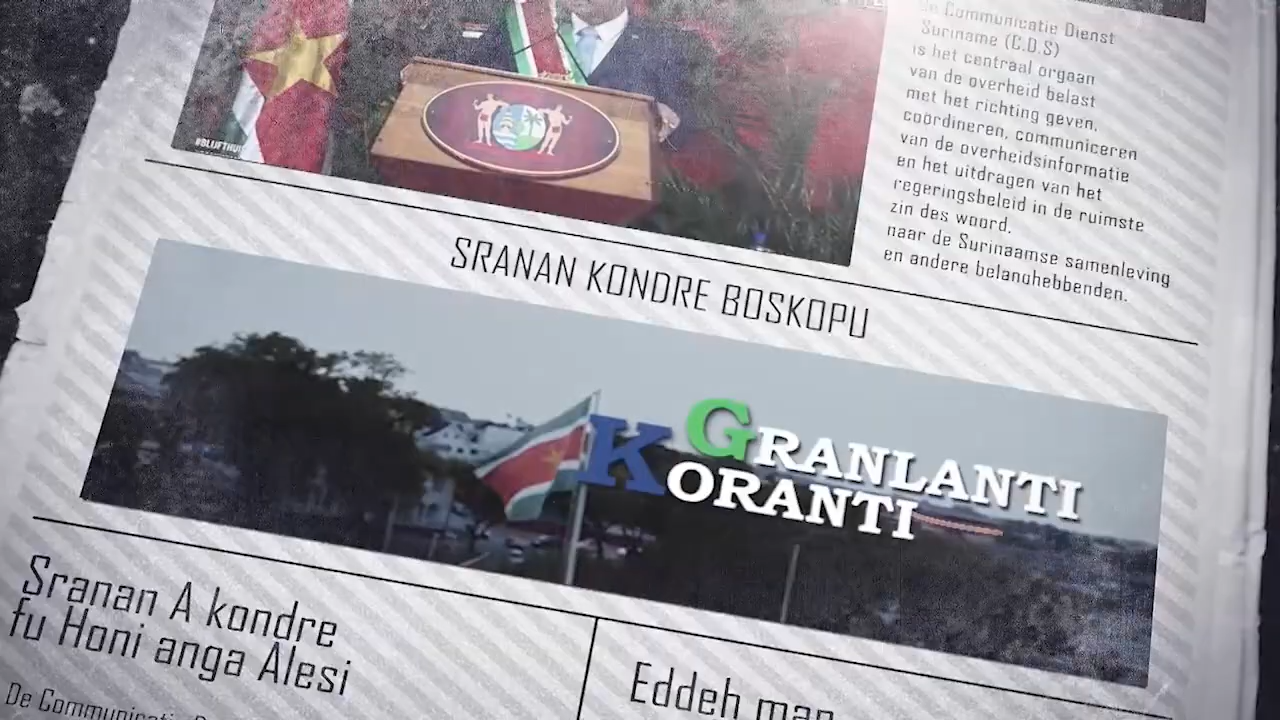 de Communicatie Dienst
Suriname (C.D.S)
is het centraal orgaan
van de overheid belast
met het richting geven,
coördineren, communiceren
van de overheidsinformatie
en het uitdragen van het
regeringsbeleid in de ruimste
zin des woord.
naar de Surinaamse samenleving
en andere belanghebbenden.
SRANAN KONDRE BOSKOPU
GRANLANTI
KORANTI
Sranan A kondre
fu Honi anga Alesi
De
Eddeh man